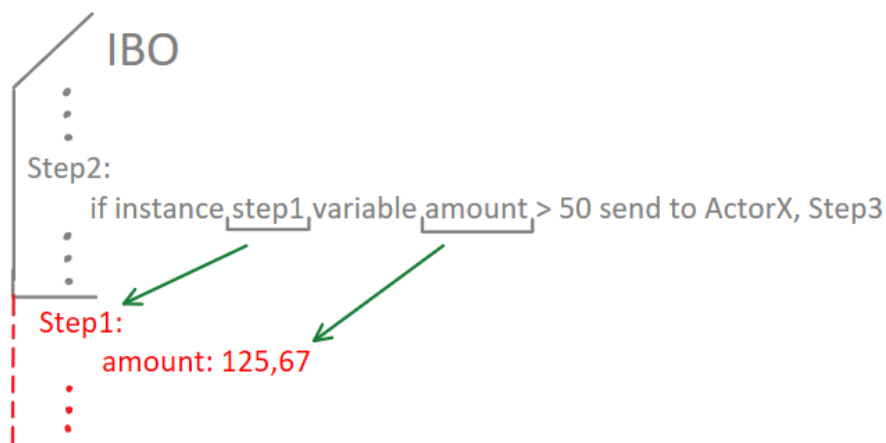 IBO
Step2:
if instance step1 variable amount > 50 send to ActorX, Step3
Step1:
amount: 125,67